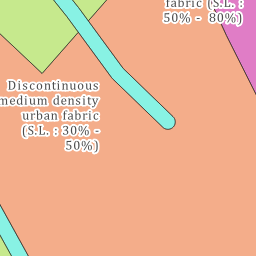 fabric (S.L. :
50% - 80%)
Discontinuous
medium density
urban fabric
(S.L. : 30% -
50%)